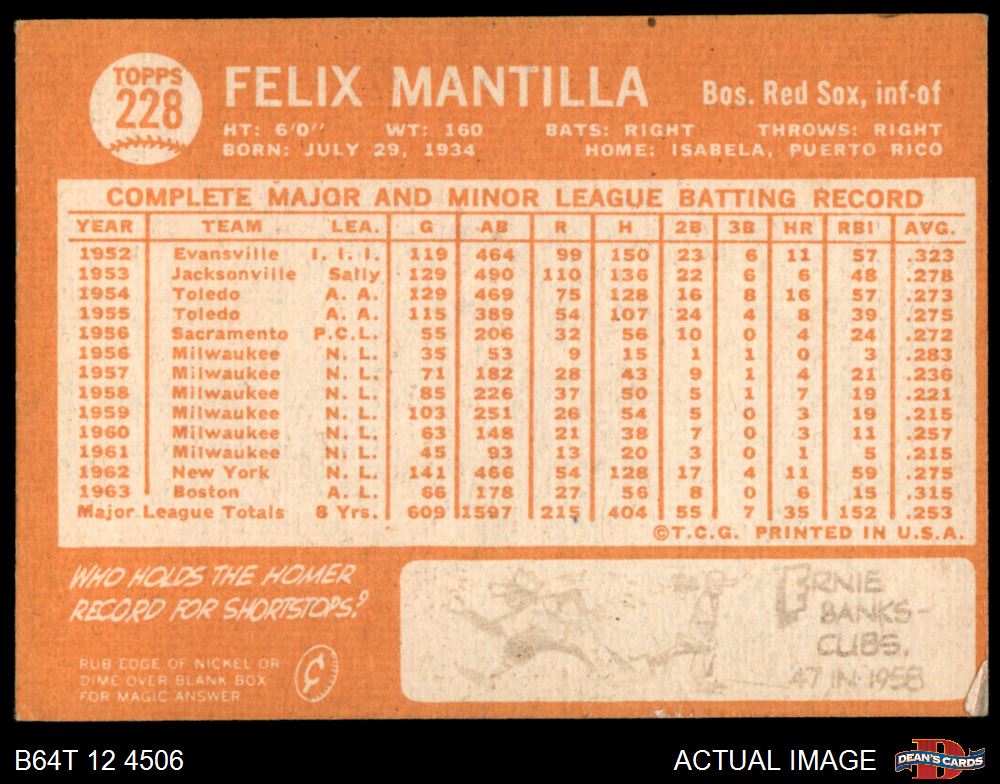 TOPPS
228
FELIX MANTILLA
Bos. Red Sox, inf-of
HT: 6'0" WT: 160 BATS: RIGHT THROWS: RIGHT
BORN: JULY 29, 1934 HOME: ISABELA, PUERTO RICO
COMPLETE MAJOR AND MINOR LEAGUE BATTING RECORD
YEAR TEAM LEA. G AB R H 2B 3B HR RBI AVG.
1952 Evansville I. I. I. 119 464 99 150 23 6 11 57 .323
1953 Jacksonville Sally 129 490 110 136 22 6 6 48 .278
1954 Toledo A. A. 129 469 75 128 16 8 16 57 .273
1955 Toledo A. A. 115 389 54 107 24 4 8 39 .275
1956 Sacramento P.C.L. 55 206 32 56 10 0 4 24 .272
1956 Milwaukee N. L. 35 53 9 15 1 1 0 3 .283
1957 Milwaukee N. L. 71 182 28 43 9 1 4 21 .236
1958 Milwaukee N. L. 85 226 37 50 5 1 7 19 .221
1959 Milwaukee N. L. 103 251 26 54 5 0 3 19 .215
1960 Milwaukee N. L. 63 148 21 38 7 0 3 11 .257
1961 Milwaukee N. L. 45 93 13 20 3 0 1 5 .215
1962 New York N. L. 141 466 54 128 17 4 11 59 .275
1963 Boston A. L. 66 178 27 56 8 0 6 15 .315
Major League Totals 8 Yrs. 609 1597 215 404 55 7 35 152 .253
©T.C.G. PRINTED IN U.S.A.
WHO HOLDS THE HOMER
RECORD FOR SHORTSTOPS?
RUB EDGE OF NICKEL OR
DIME OVER BLANK BOX
FOR MAGIC ANSWER
¢
ERNIE
BANKS-
CUBS.
47 IN 1958
B64T 12 4506
ACTUAL IMAGE
DEAN'S CARDS